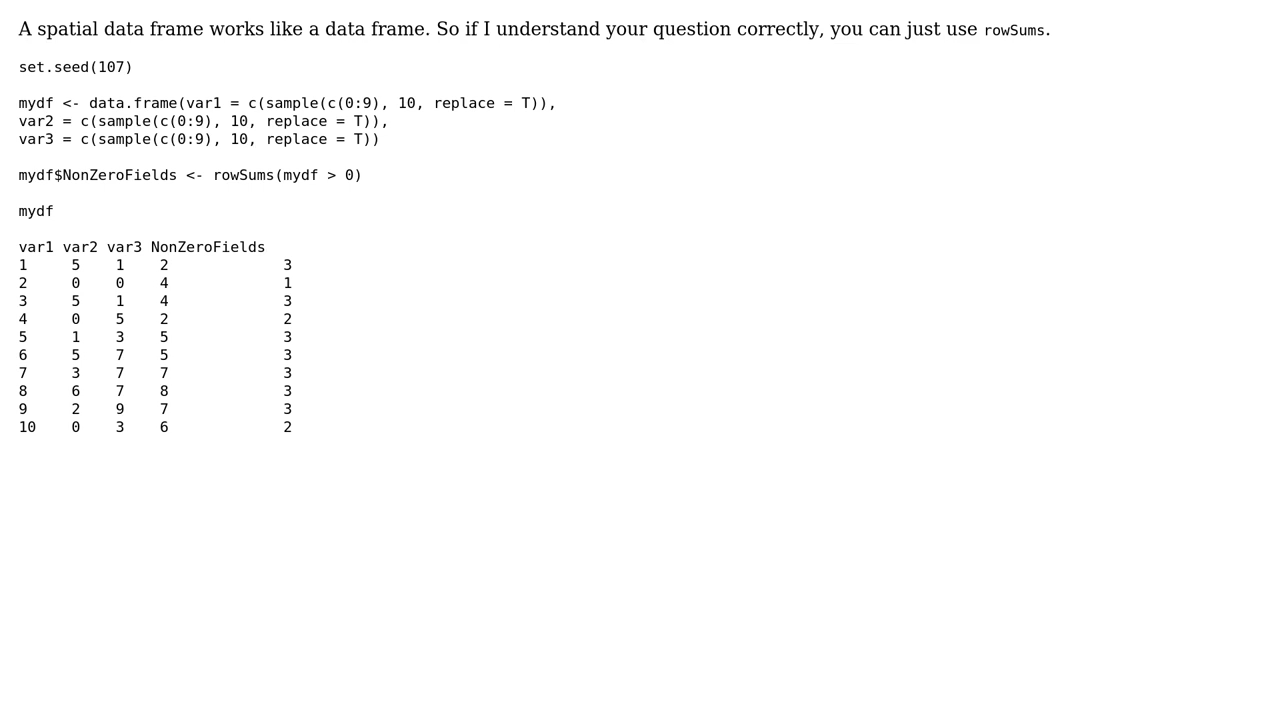 A spatial data frame works like a data frame. So if I understand your question correctly, you can just use rowSums.
set.seed(107)
mydf <- data.frame(var1 = c(sample(c(0:9), 10, replace = T)),
var2 = c(sample(c(0:9), 10, replace = T)),
var3 = c(sample(c(0:9), 10, replace = T))
mydf$NonZeroFields <- rowSums(mydf > 0)
mydf
var1 var2 var3 NonZeroFields
1     5    1    2             3
2     0    0    4             1
3     5    1    4             3
4     0    5    2             2
5     1    3    5             3
6     5    7    5             3
7     3    7    7             3
8     6    7    8             3
9     2    9    7             3
10    0    3    6             2